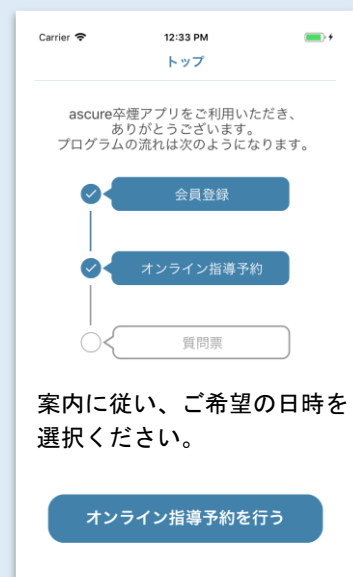 Carrier 12:33 PM
トップ
ascure卒煙アプリをご利用いただき、
ありがとうございます。
プログラムの流れは次のようになります。
会員登録
オンライン指導予約
質問票
案内に従い、ご希望の日時を
選択ください。
オンライン指導予約を行う